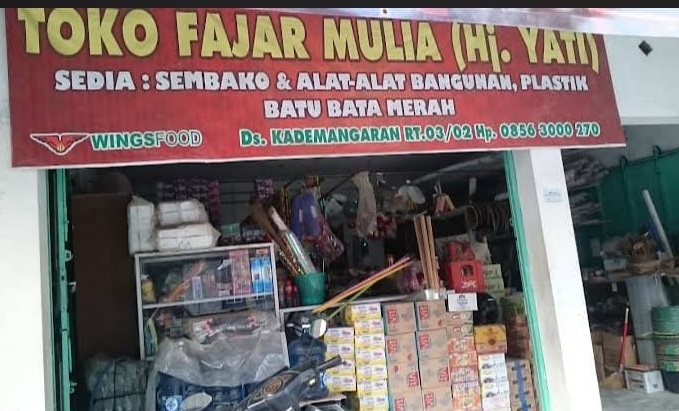 TOKO FAJAR MULIA (Hj. YATI)
SEDIA : SEMBAKO & ALAT-ALAT BANGUNAN, PLASTIK
BATU BATA MERAH
WINGSFOOD Ds. KADEMANGARAN RT.03/02 Hp. 0856 3000 270